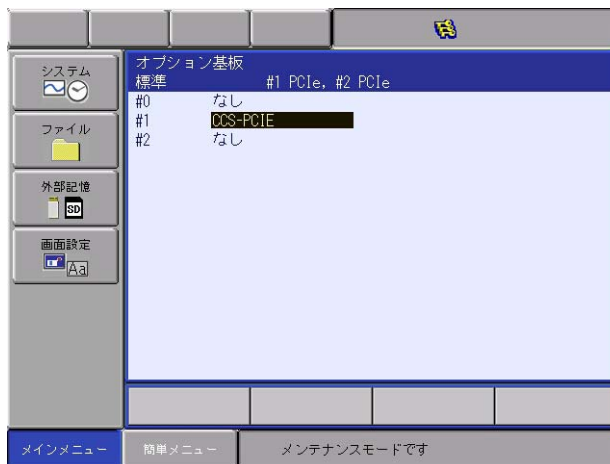 システム
ファイル
外部記憶
SD
画面設定
Aa
オプション基板
標準 #1 PCIe, #2 PCIe
#0 なし
#1 CCS-PCIE
#2 なし
メインメニュー
簡単メニュー
メンテナンスモードです